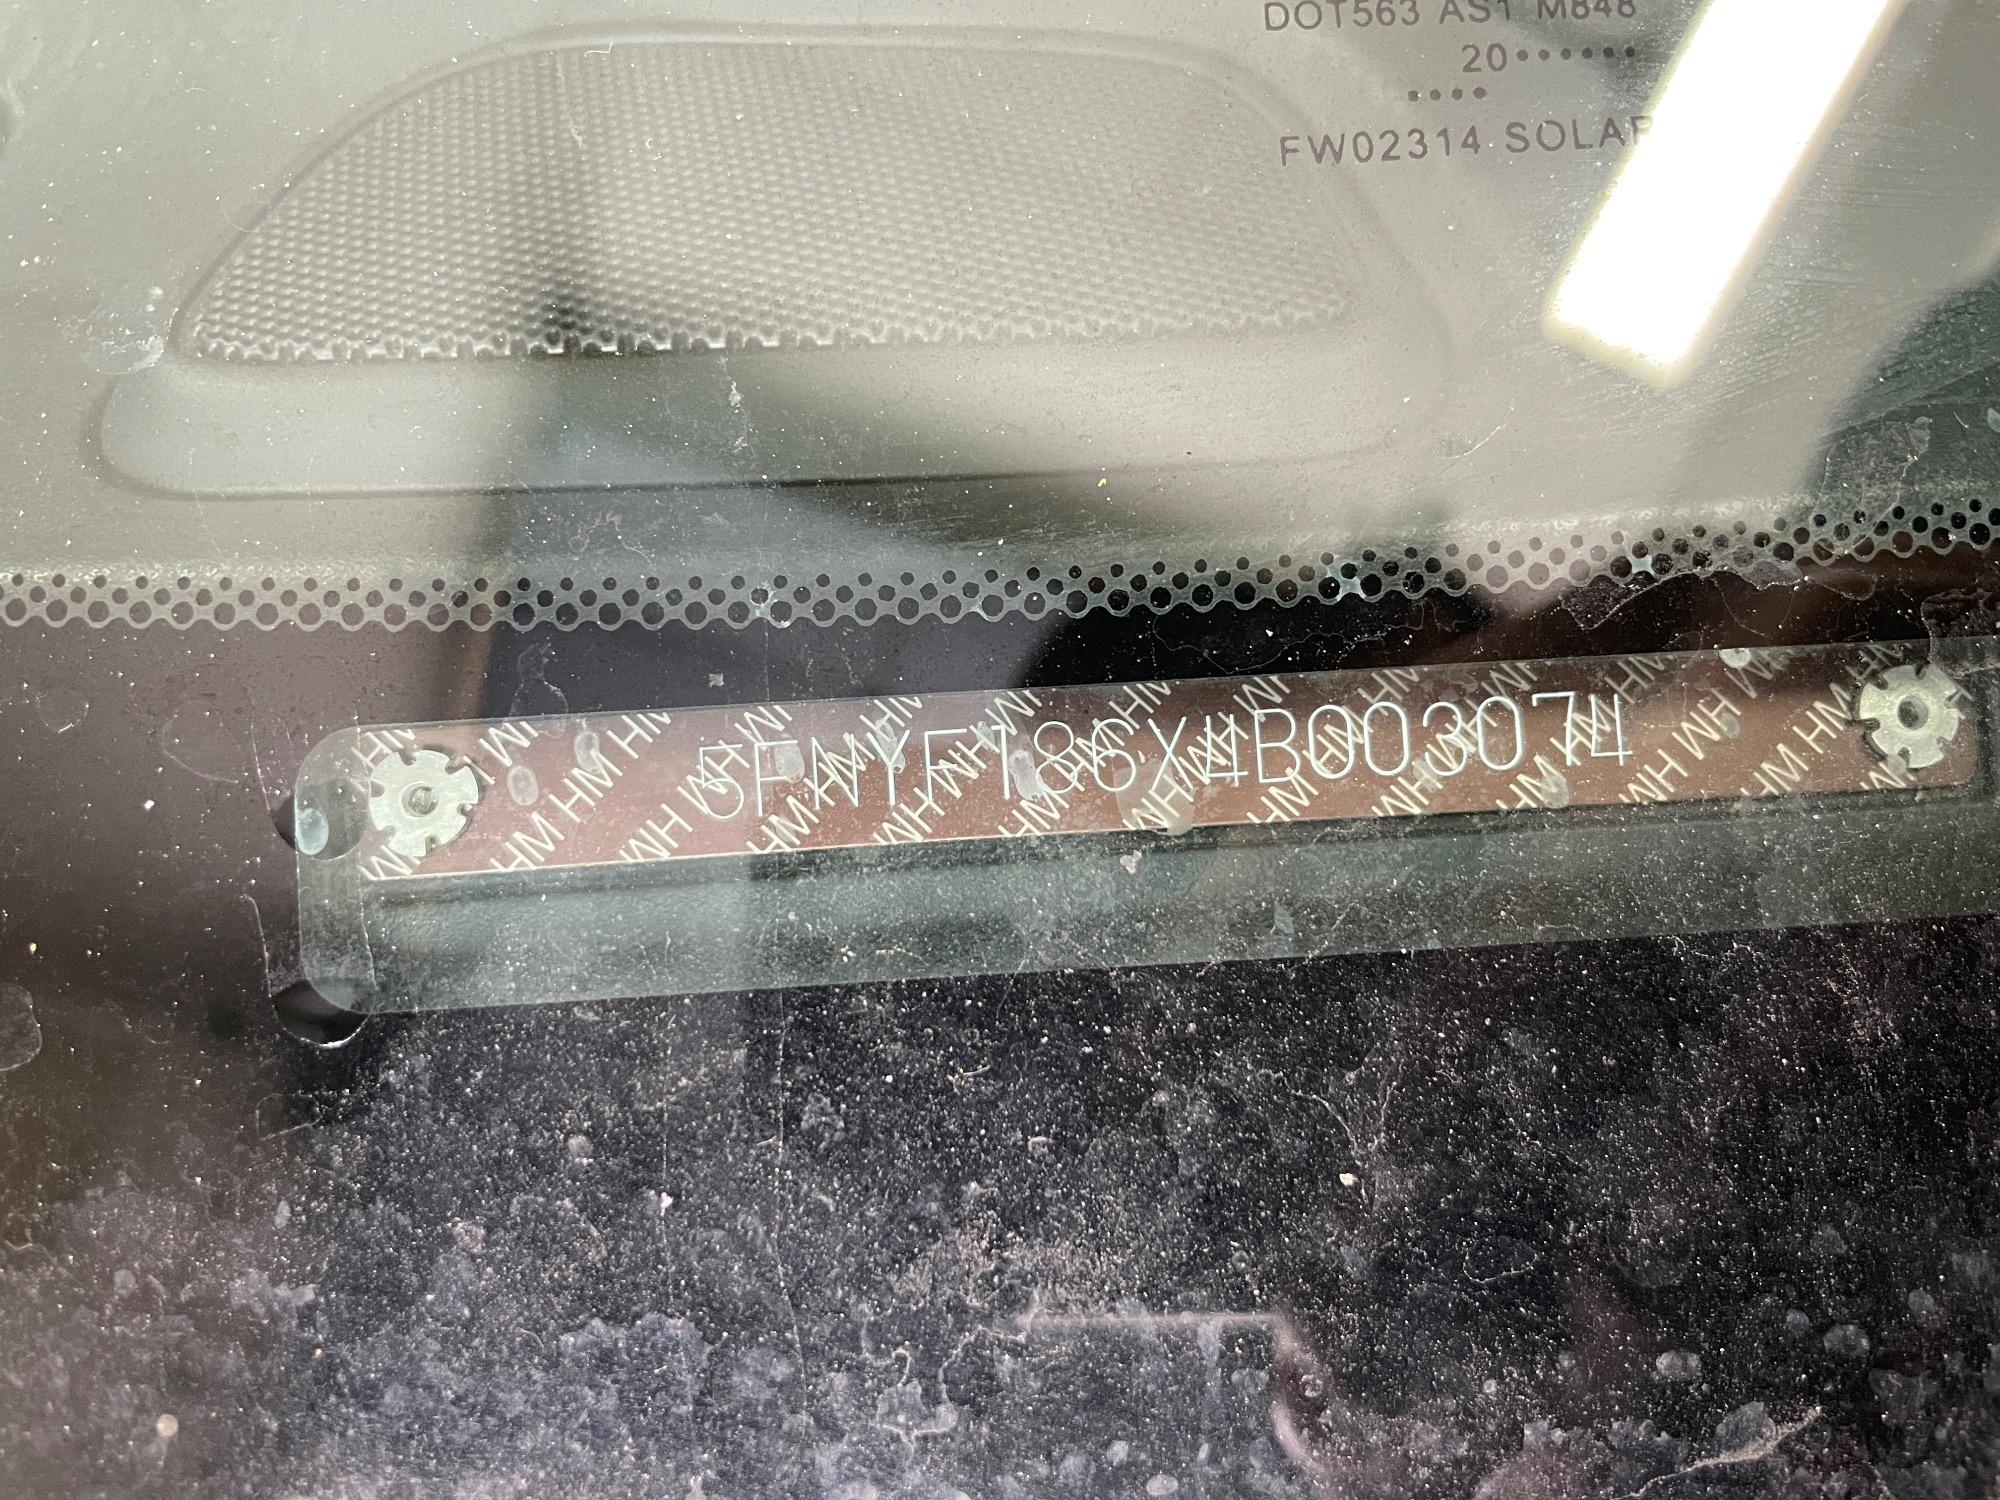 DOT563 AS1 M848
20••••••
••••
FW02314 SOLAR
5FNYF186X4B003074